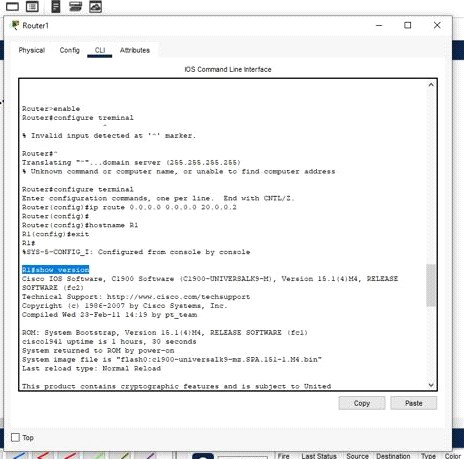 Router1
Physical Config CLI Attributes
IOS Command Line Interface
Router>enable
Router#configure treminal
^
% Invalid input detected at '^' marker.
Router#^
Translating "^"...domain server (255.255.255.255)
% Unknown command or computer name, or unable to find computer address
Router#configure terminal
Enter configuration commands, one per line. End with CNTL/Z.
Router(config)#ip route 0.0.0.0 0.0.0.0 20.0.0.2
Router(config)#
Router(config)#hostname R1
R1(config)#exit
R1#
%SYS-5-CONFIG_I: Configured from console by console
R1#show version
Cisco IOS Software, C1900 Software (C1900-UNIVERSALK9-M), Version 15.1(4)M4, RELEASE
SOFTWARE (fc2)
Technical Support: http://www.cisco.com/techsupport
Copyright (c) 1986-2007 by Cisco Systems, Inc.
Compiled Wed 23-Feb-11 14:19 by pt_team
ROM: System Bootstrap, Version 15.1(4)M4, RELEASE SOFTWARE (fc1)
cisco1941 uptime is 1 hours, 30 seconds
System returned to ROM by power-on
System image file is "flash0:c1900-universalk9-mz.SPA.151-1.M4.bin"
Last reload type: Normal Reload
This product contains cryptographic features and is subject to United
Copy Paste
Top
Fire Last Status Source Destination Type Color